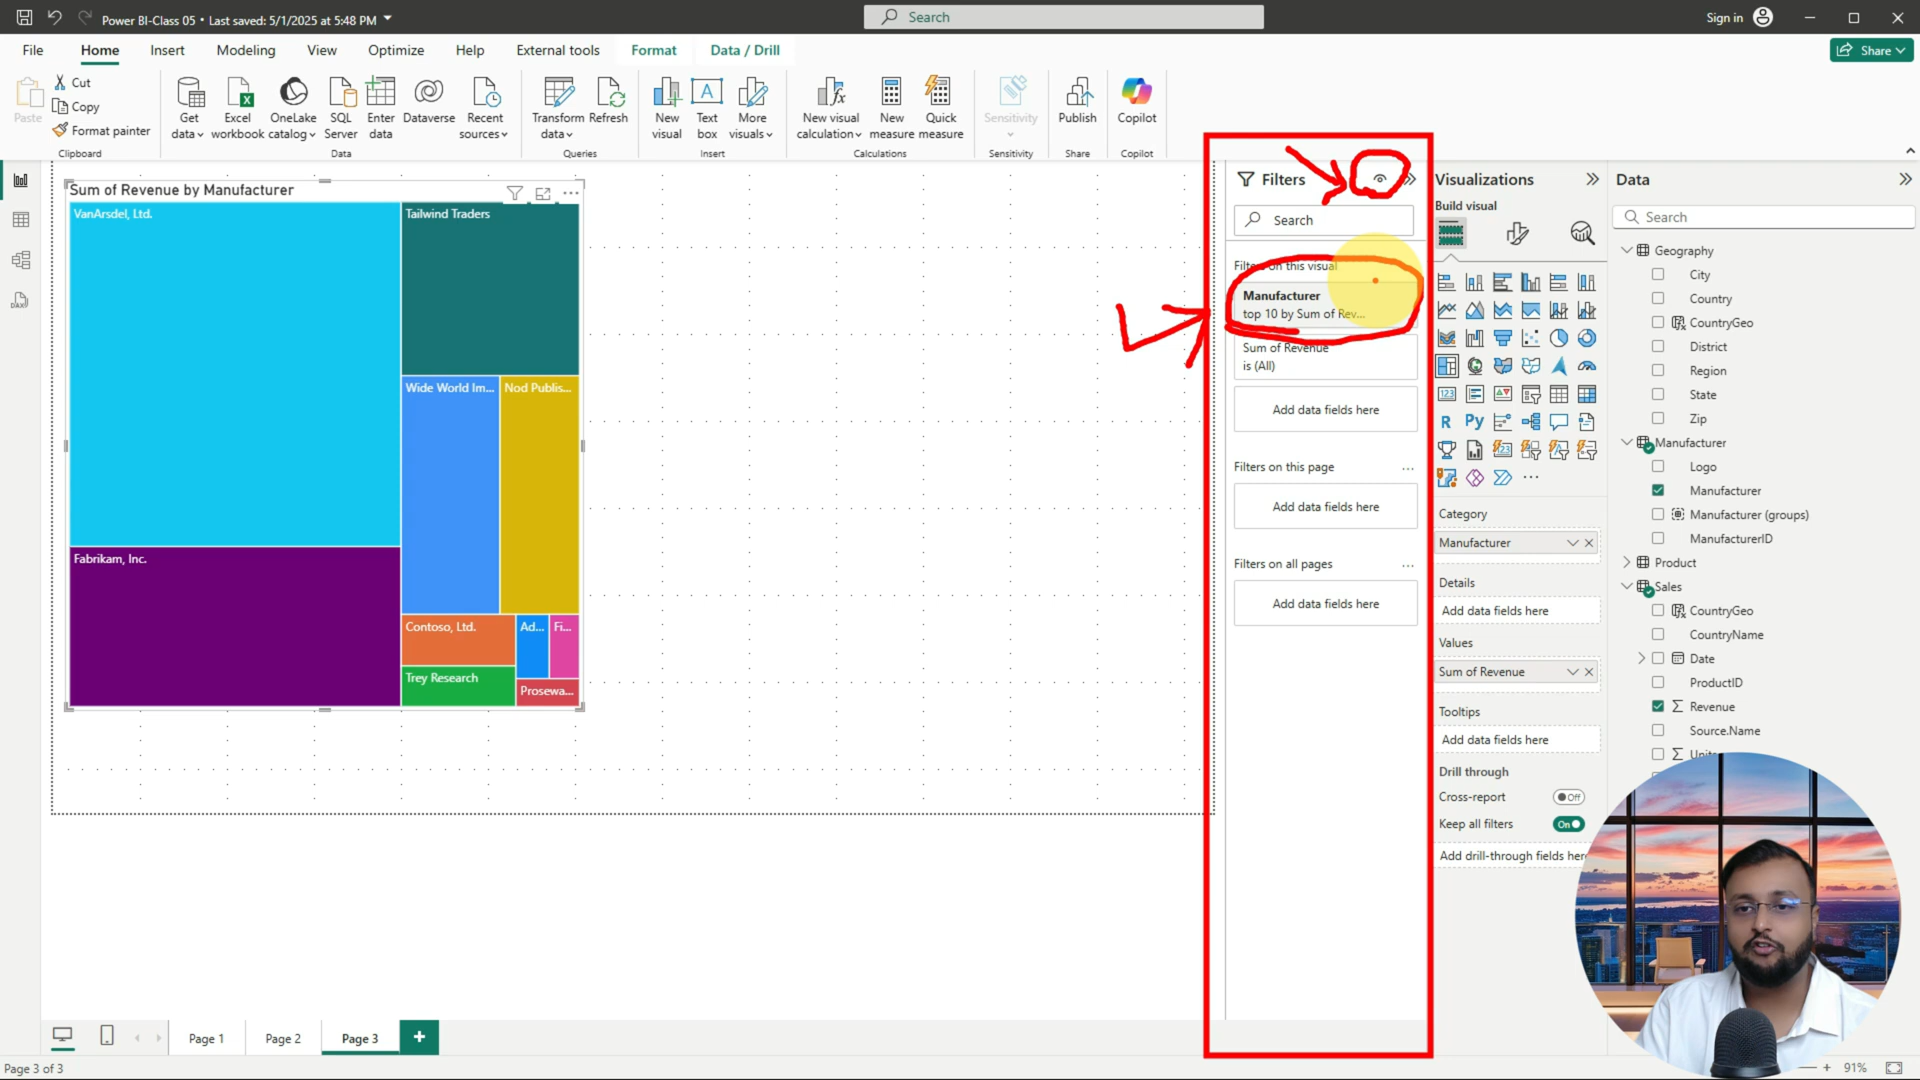 Power BI-Class 05 • Last saved: 5/1/2025 at 5:48 PM
Search
Sign in
File
Home
Insert
Modeling
View
Optimize
Help
External tools
Format
Data / Drill
Share
Paste
Cut
Copy
Format painter
Clipboard
Get data
Excel workbook
OneLake catalog
SQL Server
Enter data
Dataverse
Recent sources
Data
Transform data
Refresh
Queries
New visual
Text box
More visuals
Insert
New visual calculation
New measure
Quick measure
Calculations
Sensitivity
Sensitivity
Publish
Share
Copilot
Copilot
Sum of Revenue by Manufacturer
VanArsdel, Ltd.
Tailwind Traders
Wide World Im...
Nod Publis...
Fabrikam, Inc.
Contoso, Ltd.
Ad...
Fi...
Trey Research
Prosewa...
Filters
Search
Filters on this visual
Manufacturer
top 10 by Sum of Rev...
Sum of Revenue
is (All)
Add data fields here
Filters on this page
Add data fields here
Filters on all pages
Add data fields here
Visualizations
Build visual
R
Py
123
Category
Manufacturer
Details
Add data fields here
Values
Sum of Revenue
Tooltips
Add data fields here
Drill through
Cross-report
Off
Keep all filters
On
Add drill-through fields here
Data
Search
Geography
City
Country
CountryGeo
District
Region
State
Zip
Manufacturer
Logo
Manufacturer
Manufacturer (groups)
ManufacturerID
Product
Sales
CountryGeo
CountryName
Date
ProductID
Revenue
Source.Name
Page 1
Page 2
Page 3
Page 3 of 3
91%